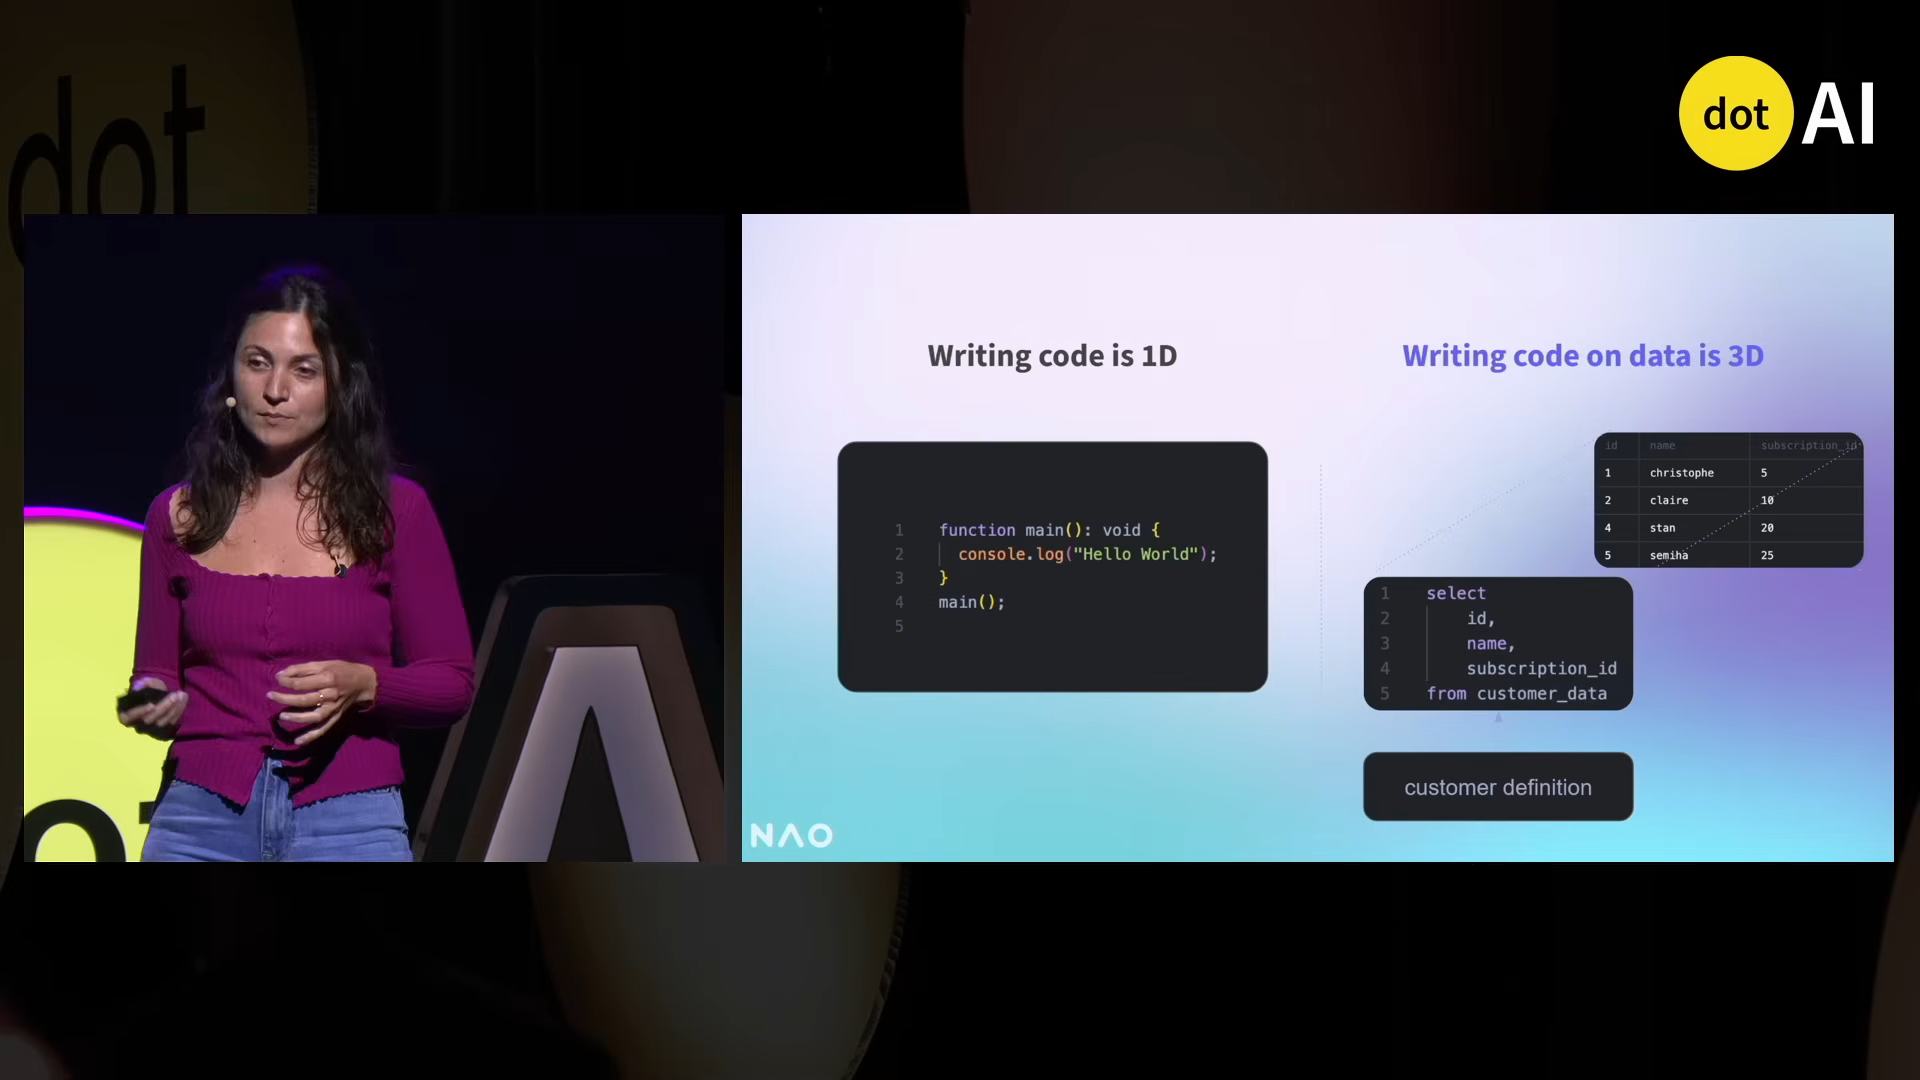 dot
dot AI
Writing code is 1D
1 function main(): void {
2 console.log("Hello World");
3 }
4 main();
5
Writing code on data is 3D
id name subscription_id
1 christophe 5
2 claire 10
4 stan 20
5 semiha 25
1 select
2 id,
3 name,
4 subscription_id
5 from customer_data
customer definition
NAO